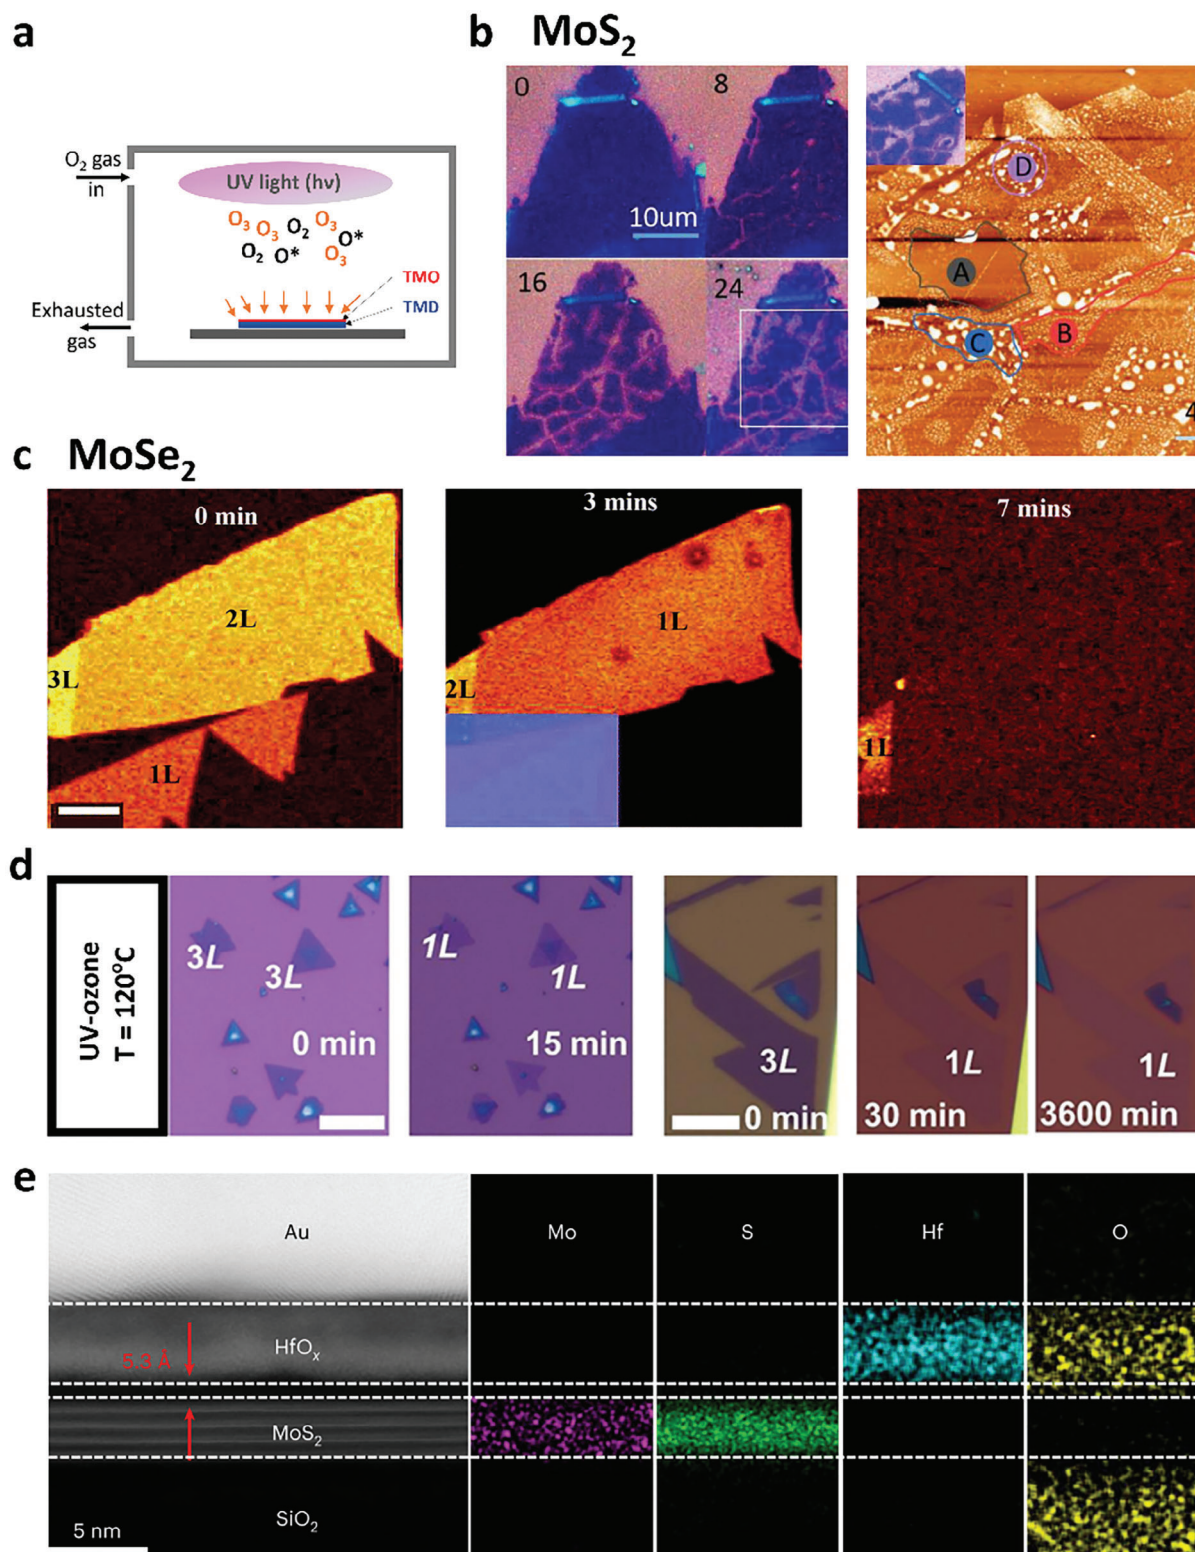 a
O2 gas
in
UV light (hν)
O3
O3
O2
O3
O2
O*
O*
O3
TMO
TMD
Exhausted
gas
b MoS2
0
8
10um
16
24
D
A
B
C
4
c MoSe2
0 min
2L
3L
1L
3 mins
1L
2L
7 mins
1L
d
UV-ozone
T = 120°C
3L
3L
0 min
1L
1L
15 min
3L
0 min
1L
30 min
1L
3600 min
e
Au
HfOx
5.3 Å
MoS2
SiO2
5 nm
Mo
S
Hf
O